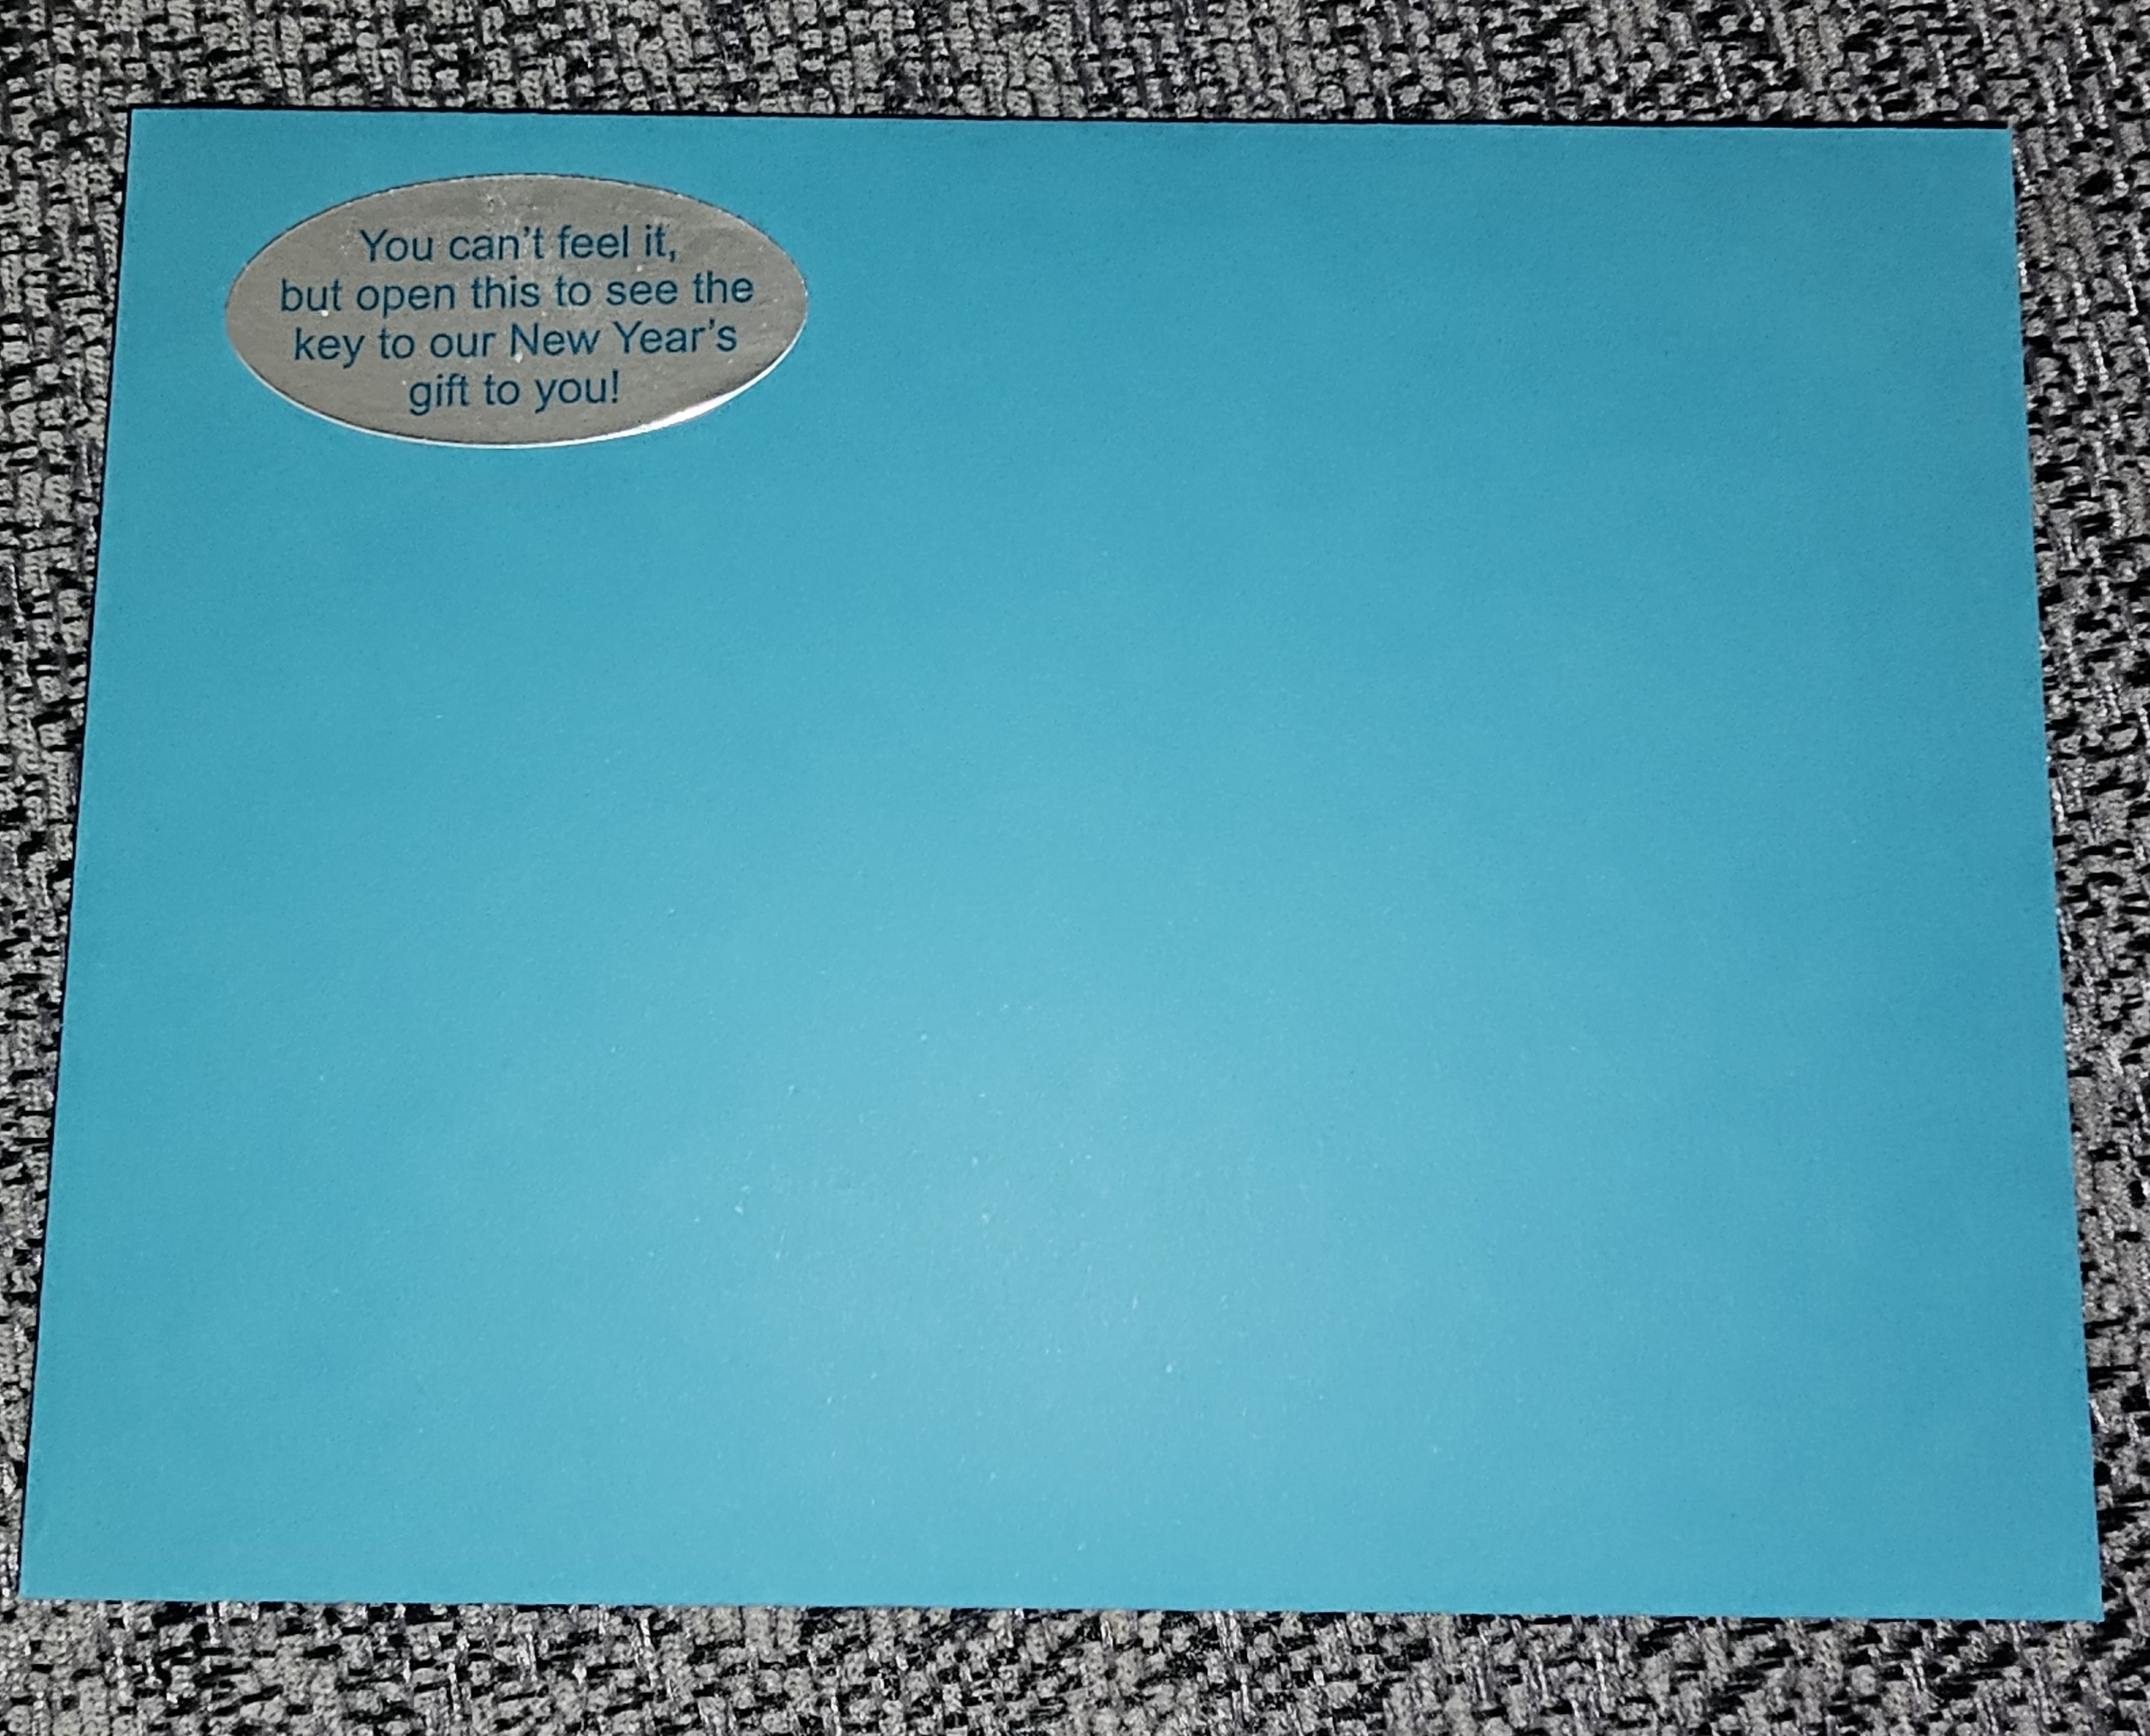 You can't feel it,
but open this to see the
key to our New Year's
gift to you!